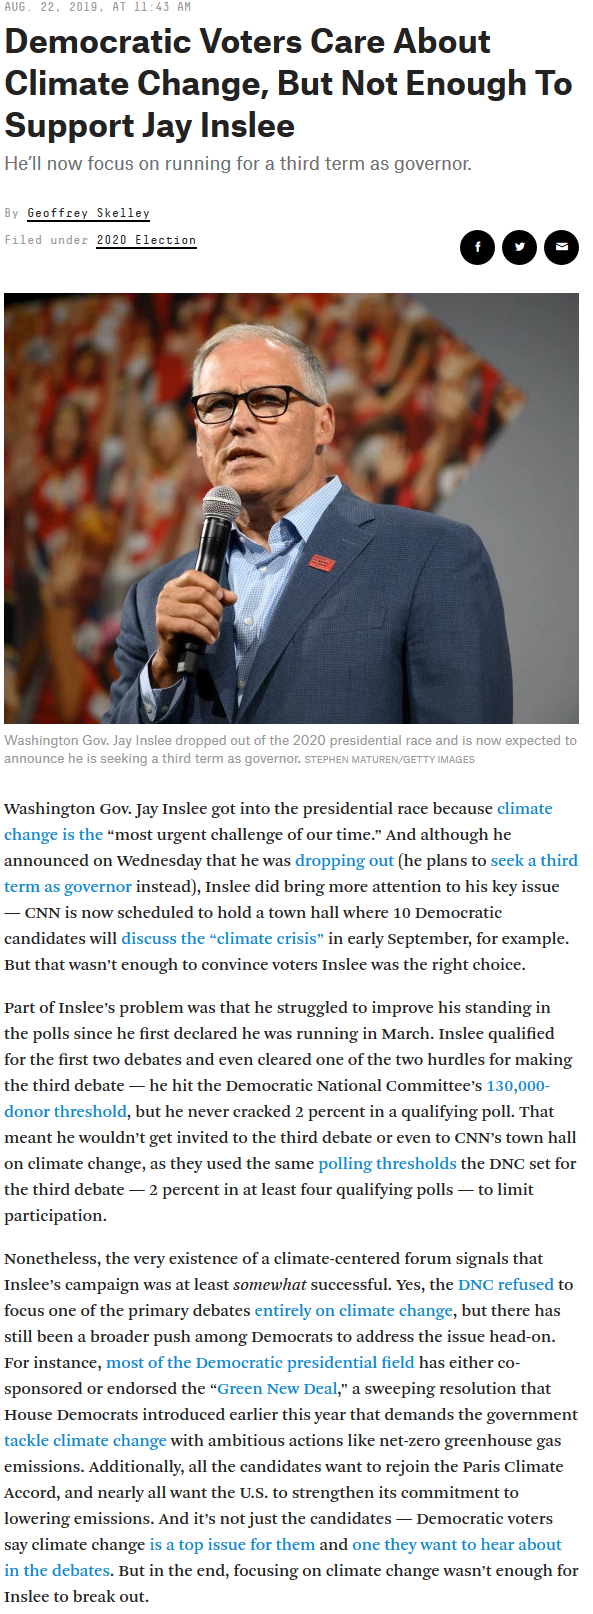 AUG. 22, 2019, AT 11:43 AM
Democratic Voters Care About
Climate Change, But Not Enough To
Support Jay Inslee
He’ll now focus on running for a third term as governor.
By Geoffrey Skelley
Filed under 2020 Election
Washington Gov. Jay Inslee dropped out of the 2020 presidential race and is now expected to
announce he is seeking a third term as governor. STEPHEN MATUREN/GETTY IMAGES
Washington Gov. Jay Inslee got into the presidential race because climate
change is the “most urgent challenge of our time.” And although he
announced on Wednesday that he was dropping out (he plans to seek a third
term as governor instead), Inslee did bring more attention to his key issue
— CNN is now scheduled to hold a town hall where 10 Democratic
candidates will discuss the “climate crisis” in early September, for example.
But that wasn’t enough to convince voters Inslee was the right choice.
Part of Inslee’s problem was that he struggled to improve his standing in
the polls since he first declared he was running in March. Inslee qualified
for the first two debates and even cleared one of the two hurdles for making
the third debate — he hit the Democratic National Committee’s 130,000-
donor threshold, but he never cracked 2 percent in a qualifying poll. That
meant he wouldn’t get invited to the third debate or even to CNN’s town hall
on climate change, as they used the same polling thresholds the DNC set for
the third debate — 2 percent in at least four qualifying polls — to limit
participation.
Nonetheless, the very existence of a climate-centered forum signals that
Inslee’s campaign was at least somewhat successful. Yes, the DNC refused to
focus one of the primary debates entirely on climate change, but there has
still been a broader push among Democrats to address the issue head-on.
For instance, most of the Democratic presidential field has either co-
sponsored or endorsed the “Green New Deal,” a sweeping resolution that
House Democrats introduced earlier this year that demands the government
tackle climate change with ambitious actions like net-zero greenhouse gas
emissions. Additionally, all the candidates want to rejoin the Paris Climate
Accord, and nearly all want the U.S. to strengthen its commitment to
lowering emissions. And it’s not just the candidates — Democratic voters
say climate change is a top issue for them and one they want to hear about
in the debates. But in the end, focusing on climate change wasn’t enough for
Inslee to break out.